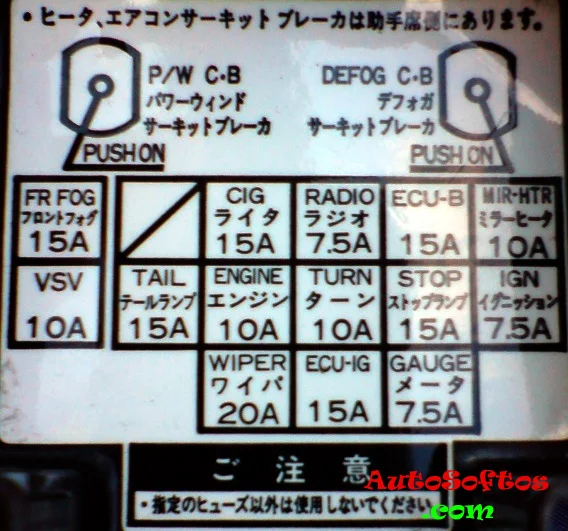 ・ヒータ、エアコンサーキットブレーカは助手席側にあります。
P/W C・B
パワーウィンド
サーキットブレーカ
PUSH ON
DEFOG C・B
デフォガ
サーキットブレーカ
PUSH ON
FR FOG
フロントフォグ
15A
CIG
ライタ
15A
RADIO
ラジオ
7.5A
ECU-B
15A
MIR-HTR
ミラーヒータ
10A
VSV
10A
TAIL
テールランプ
15A
ENGINE
エンジン
10A
TURN
ターン
10A
STOP
ストップランプ
15A
IGN
イグニッション
7.5A
WIPER
ワイパ
20A
ECU-IG
15A
GAUGE
メータ
7.5A
ご注意
・指定のヒューズ以外は使用しないでください。
AutoSoftos
.com